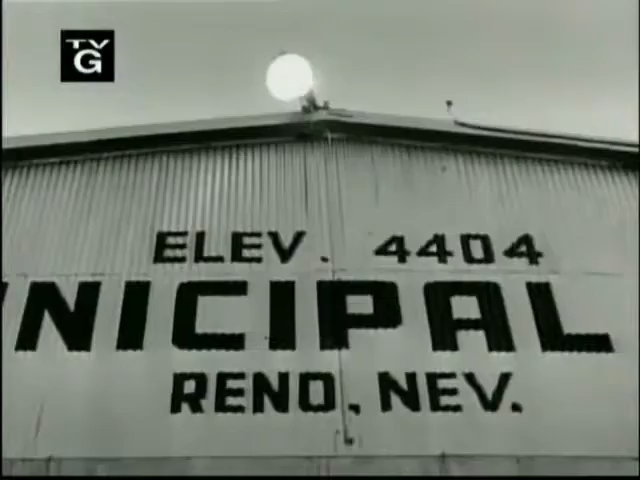 TV
G
ELEV. 4404
NICIPAL
RENO, NEV.